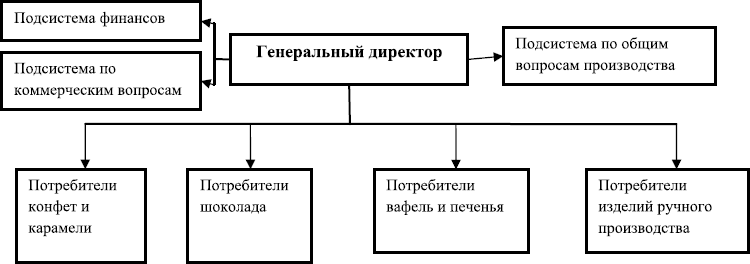 Подсистема финансов
Генеральный директор
Подсистема по
коммерческим вопросам
Подсистема по общим
вопросам производства
Потребители
конфет и
карамели
Потребители
шоколада
Потребители
вафель и печенья
Потребители
изделий ручного
производства